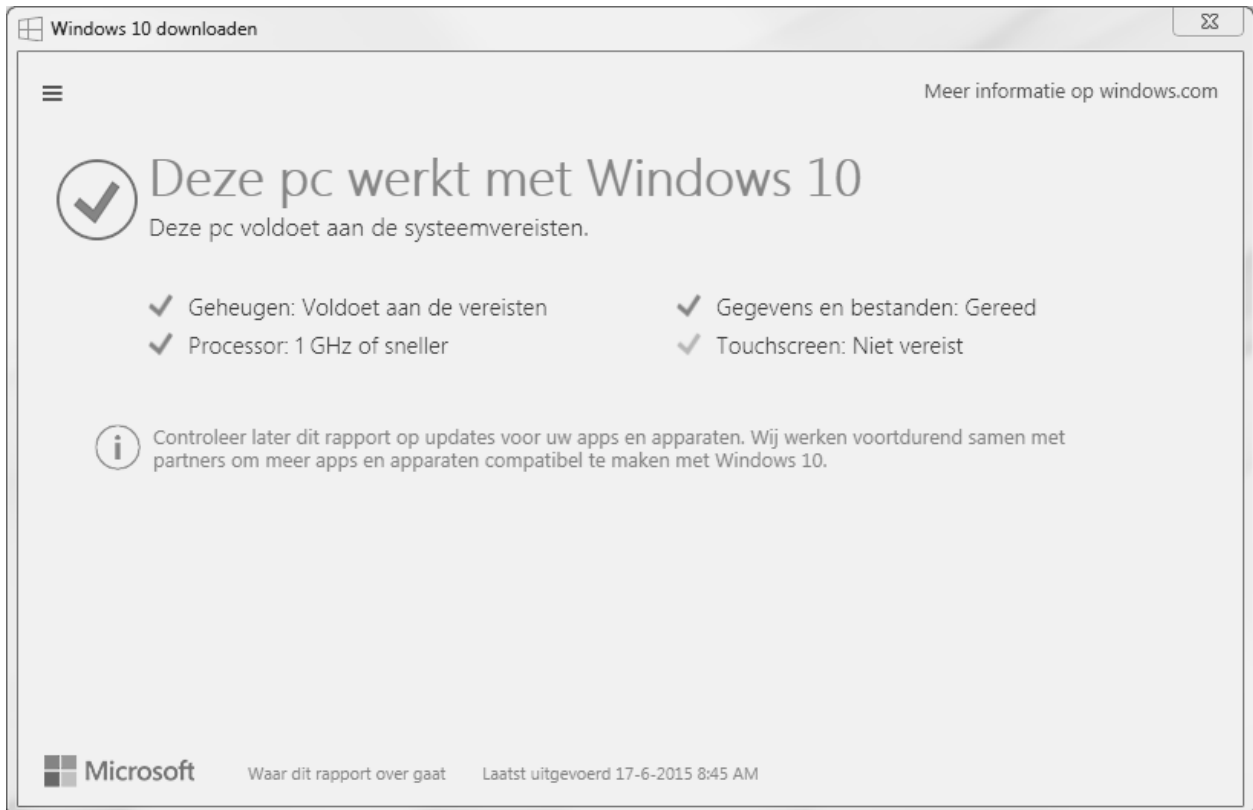 Windows 10 downloaden
Meer informatie op windows.com
Deze pc werkt met Windows 10
Deze pc voldoet aan de systeemvereisten.
Geheugen: Voldoet aan de vereisten
Gegevens en bestanden: Gereed
Processor: 1 GHz of sneller
Touchscreen: Niet vereist
Controleer later dit rapport op updates voor uw apps en apparaten. Wij werken voortdurend samen met
partners om meer apps en apparaten compatibel te maken met Windows 10.
Microsoft
Waar dit rapport over gaat
Laatst uitgevoerd 17-6-2015 8:45 AM